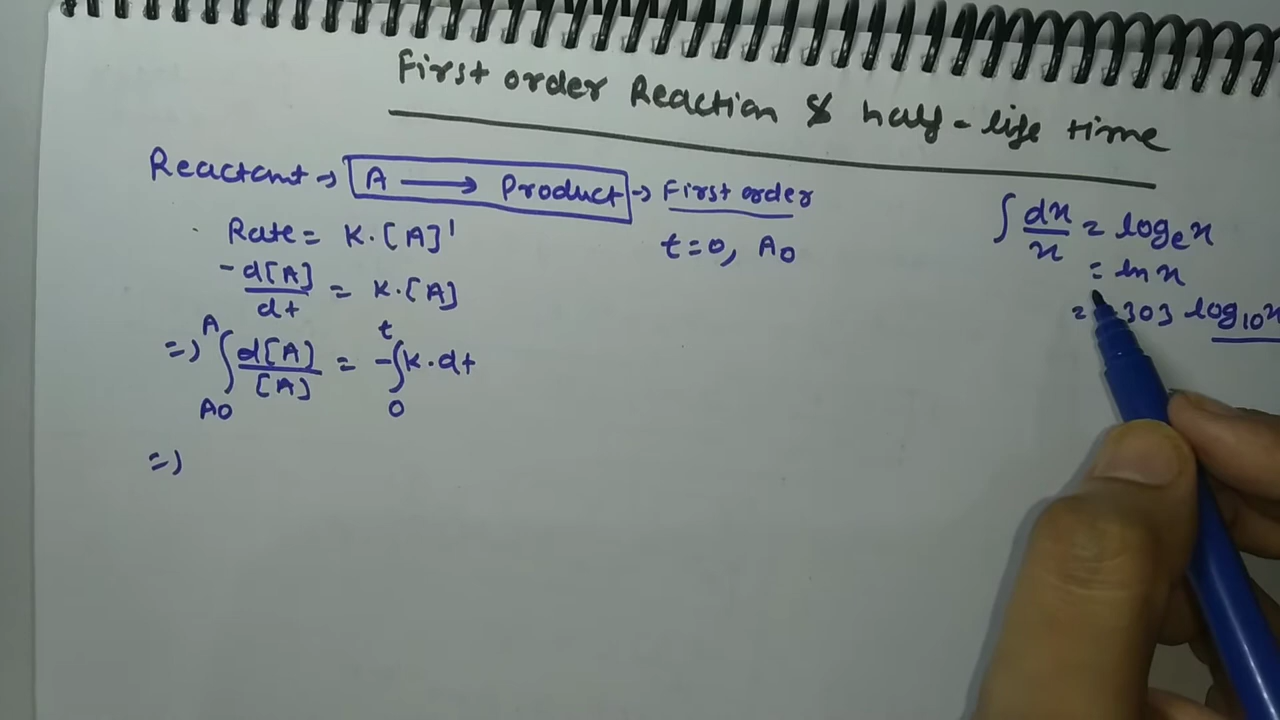 First order Reaction & half-life time
Reactant → A → Product → First order
Rate = K.[A]¹
t=0, A₀
-d[A]/dt = K.[A]
=> ∫ d[A]/[A] = -∫ K.dt
A A₀ t 0
=>
∫ dx/x = logₑx
= ln x
= 303 log₁₀x